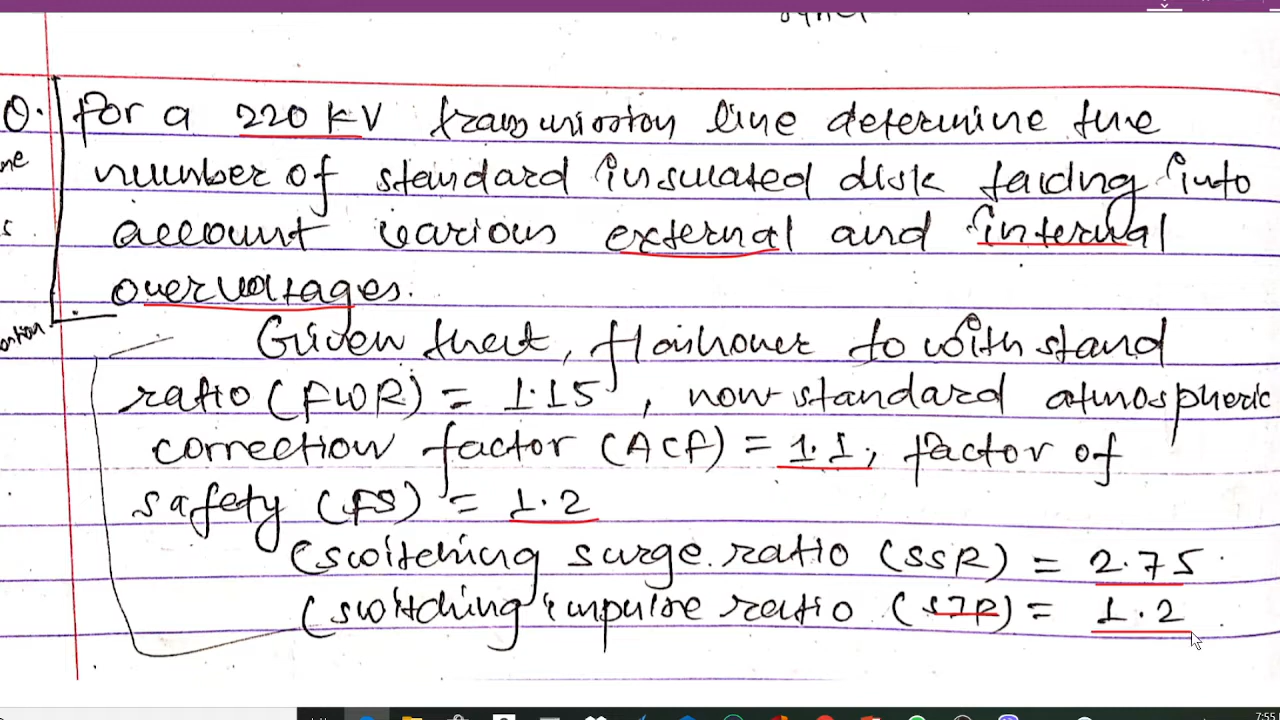 Q. For a 220 kV transmission line determine the
number of standard insulated disk taking into
account various external and internal
overvoltages.
Given that, flashover to withstand
ratio (FWR) = 1.15, non-standard atmospheric
correction factor (ACF) = 1.1, factor of
safety (FS) = 1.2
(switching surge ratio (SSR) = 2.75
(switching impulse ratio (SIR) = 1.2
7:55